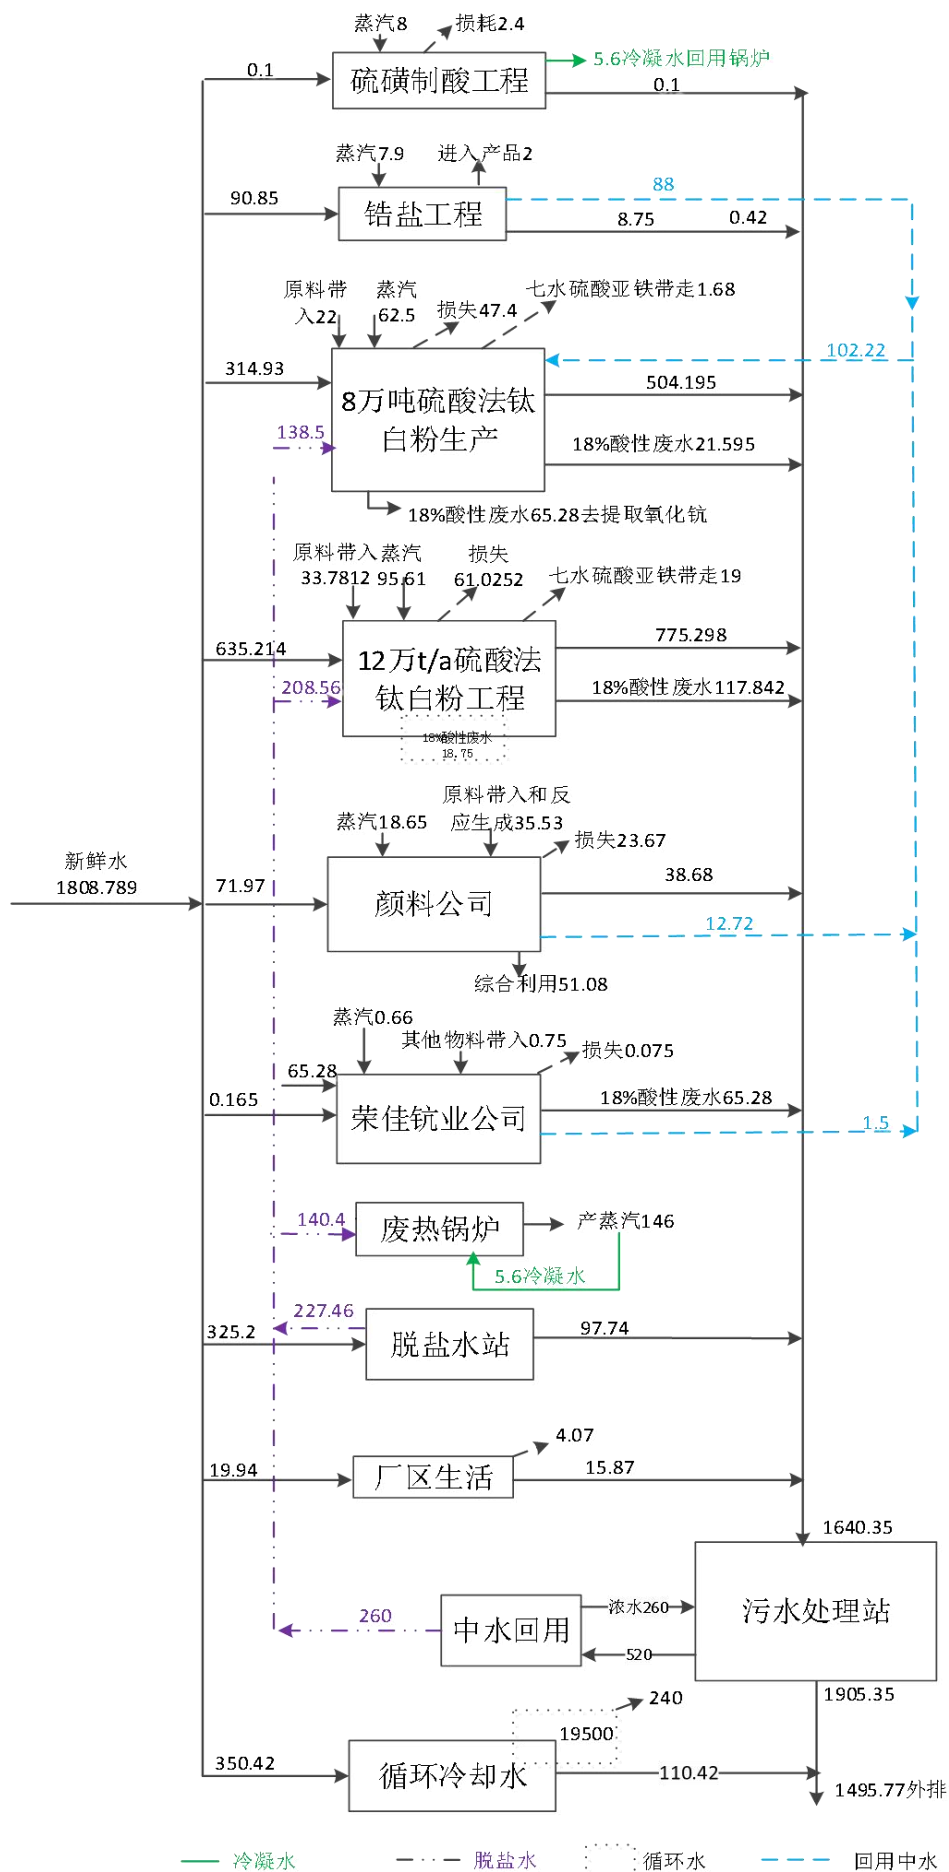 蒸汽8
损耗2.4
5.6冷凝水回用锅炉
0.1
硫磺制酸工程
0.1
蒸汽7.9
进入产品2
88
90.85
锆盐工程
8.75
0.42
原料带
入22
蒸汽
62.5
损失47.4
七水硫酸亚铁带走1.68
102.22
314.93
8万吨硫酸法钛
白粉生产
504.195
138.5
18%酸性废水21.595
18%酸性废水65.28去提取氧化钪
原料带入
33.7812
蒸汽
95.61
损失
61.0252
七水硫酸亚铁带走19
635.214
12万t/a硫酸法
钛白粉工程
775.298
208.56
18%酸性废水117.842
18%酸性废水
18.75
原料带入和反
应生成35.53
蒸汽18.65
损失23.67
新鲜水
1808.789
71.97
颜料公司
38.68
12.72
综合利用51.08
蒸汽0.66
其他物料带入0.75
损失0.075
65.28
0.165
荣佳钪业公司
18%酸性废水65.28
1.5
140.4
废热锅炉
产蒸汽146
5.6冷凝水
227.46
325.2
脱盐水站
97.74
4.07
19.94
厂区生活
15.87
1640.35
260
中水回用
浓水260
520
污水处理站
1905.35
240
19500
350.42
循环冷却水
110.42
1495.77外排
冷凝水
脱盐水
循环水
回用中水